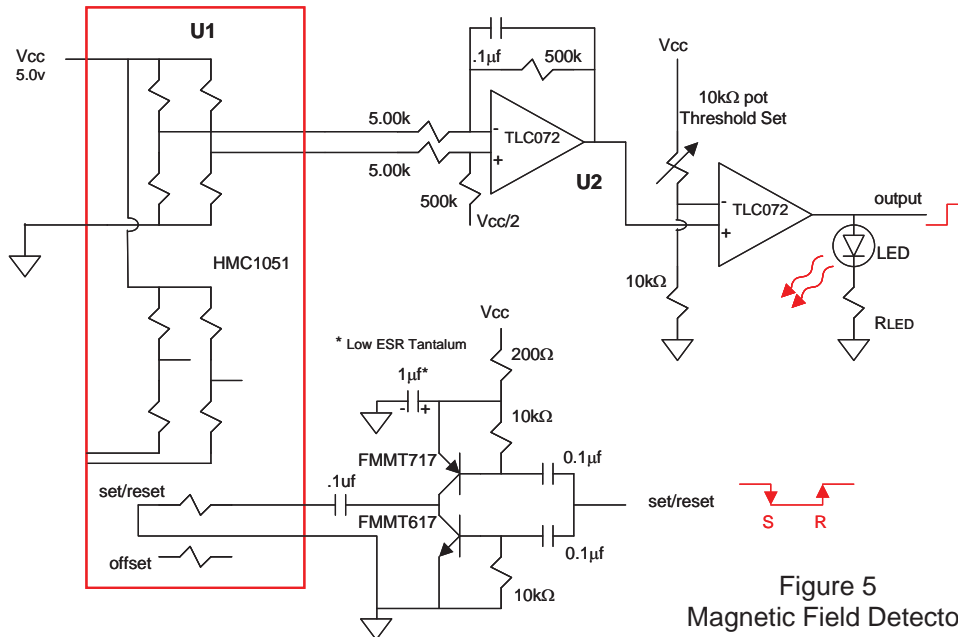 U1
Vcc
5.0v
.1µf
500k
Vcc
10kΩ pot
Threshold Set
5.00k
-
TLC072
+
5.00k
U2
500k
Vcc/2
-
TLC072
+
output
LED
HMC1051
10kΩ
RLED
Vcc
* Low ESR Tantalum
200Ω
1µf*
- +
10kΩ
FMMT717
0.1µf
.1uf
set/reset
FMMT617
set/reset
S R
0.1µf
offset
10kΩ
Figure 5
Magnetic Field Detecto